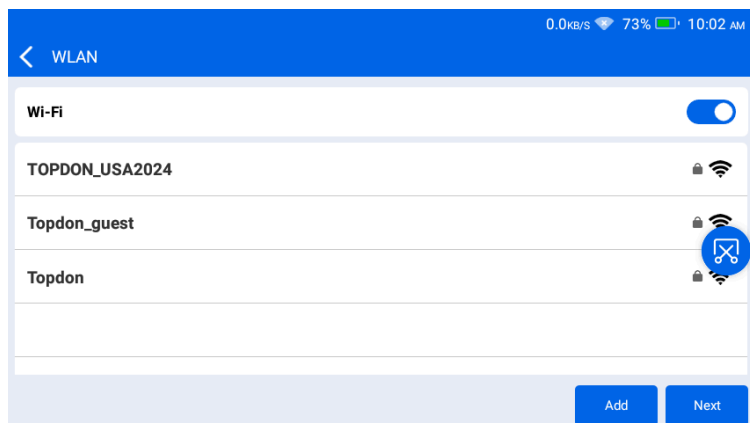 0.0KB/S 73% 10:02 AM
WLAN
Wi-Fi
TOPDON_USA2024
Topdon_guest
Topdon
Add Next